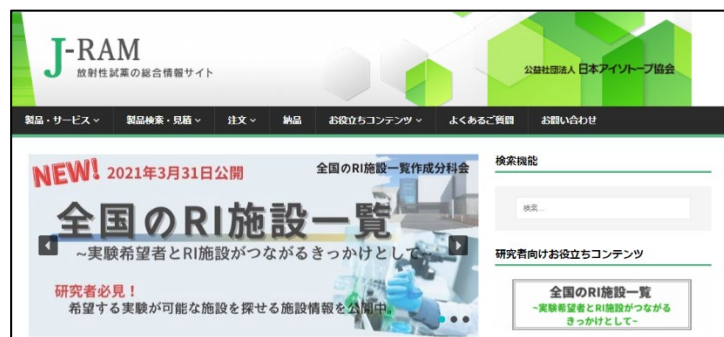 J-RAM
放射性試薬の総合情報サイト
公益社団法人 日本アイソトープ協会
製品・サービス 製品検索・見積 注文 納品 お役立ちコンテンツ よくあるご質問 お問い合わせ
NEW! 2021年3月31日公開 全国のRI施設一覧作成分科会
全国のRI施設一覧
~実験希望者とRI施設がつながるきっかけとして~
研究者必見!
希望する実験が可能な施設を探せる施設情報を公開中。
検索機能
検索...
研究者向けお役立ちコンテンツ
全国のRI施設一覧
~実験希望者とRI施設がつながる
きっかけとして~